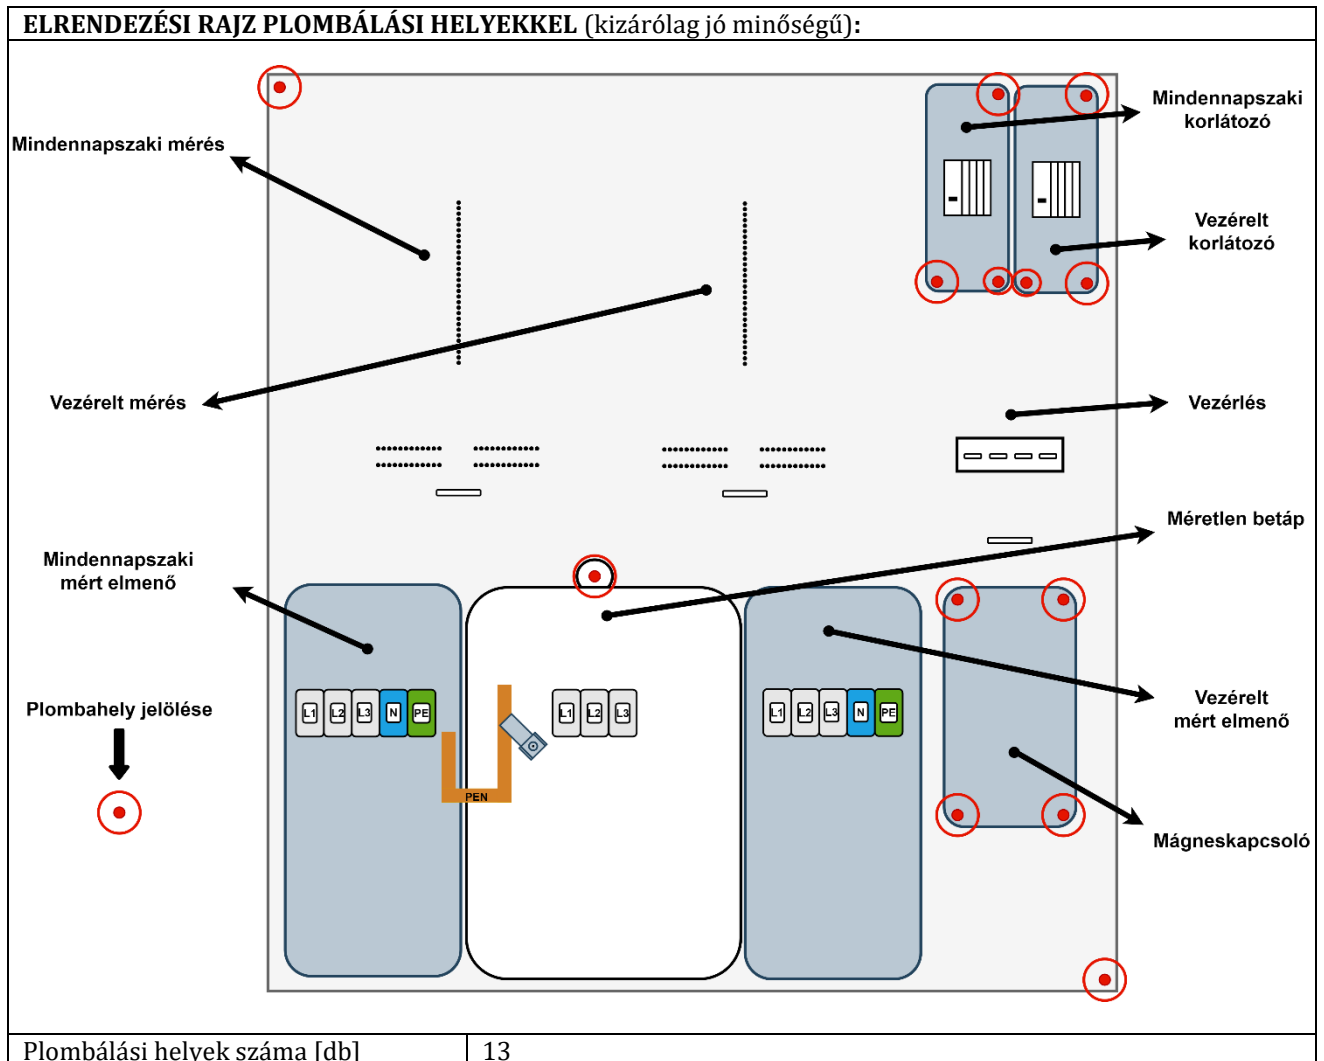 ELRENDEZÉSI RAJZ PLOMBÁLÁSI HELYEKKEL (kizárólag jó minőségű):
Mindennapszaki mérés
Mindennapszaki
korlátozó
Vezérelt
korlátozó
Vezérelt mérés
Vezérlés
Méretlen betáp
Mindennapszaki
mért elmenő
Plombahely jelölése
L1 L2 L3 N PE
L1 L2 L3
L1 L2 L3 N PE
Vezérelt
mért elmenő
PEN
Mágneskapcsoló
Plombálási helyek száma [db] 13